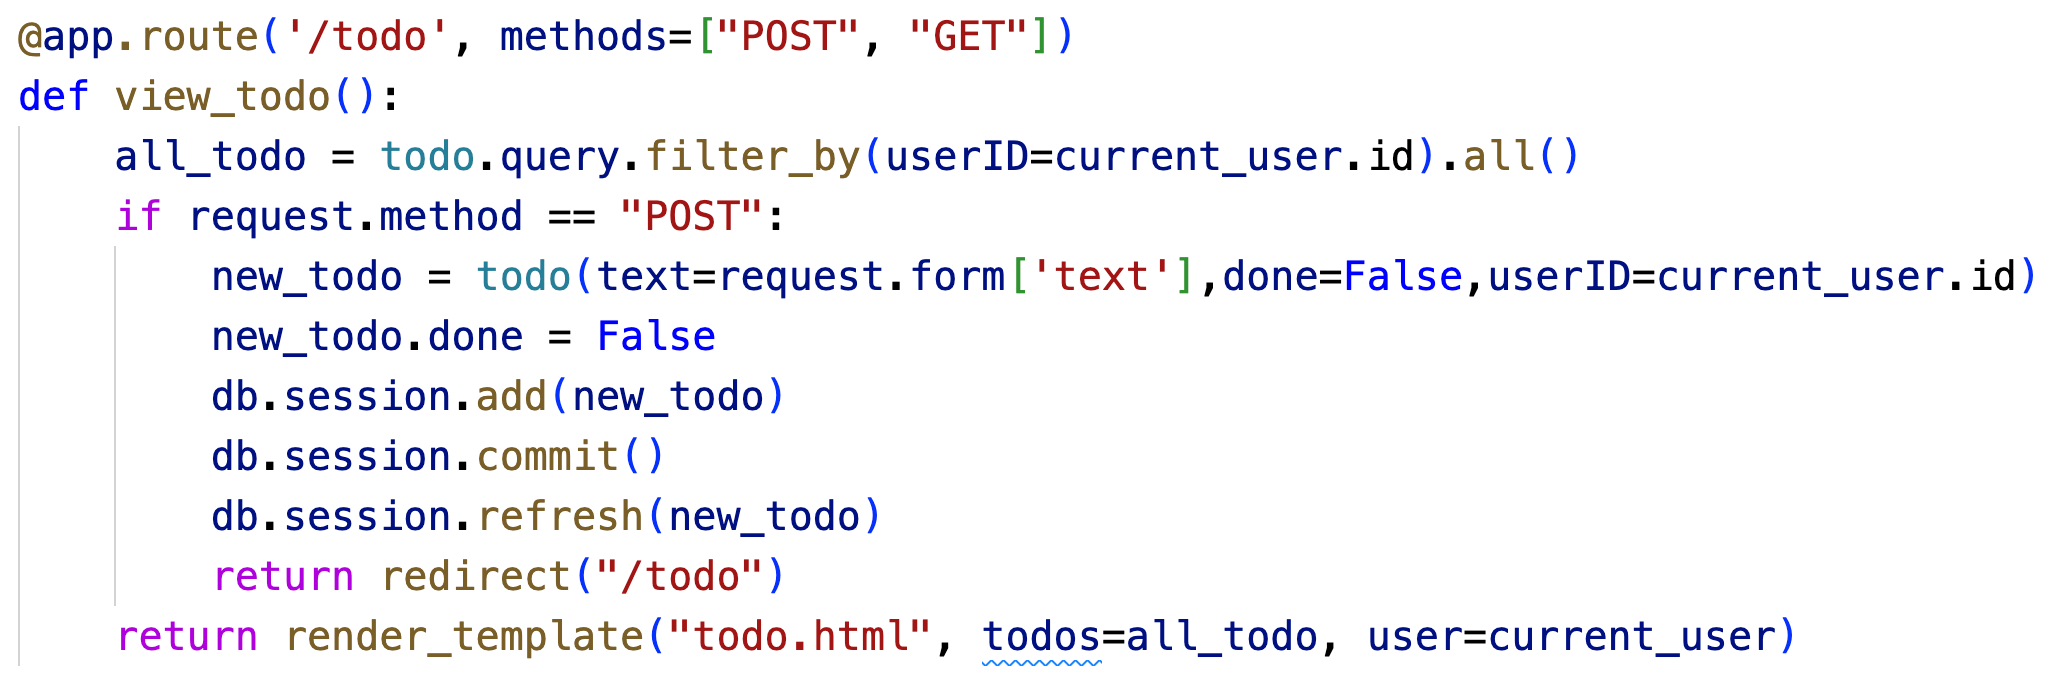 @app.route('/todo', methods=["POST", "GET"])
def view_todo():
    all_todo = todo.query.filter_by(userID=current_user.id).all()
    if request.method == "POST":
        new_todo = todo(text=request.form['text'],done=False,userID=current_user.id)
        new_todo.done = False
        db.session.add(new_todo)
        db.session.commit()
        db.session.refresh(new_todo)
        return redirect("/todo")
    return render_template("todo.html", todos=all_todo, user=current_user)